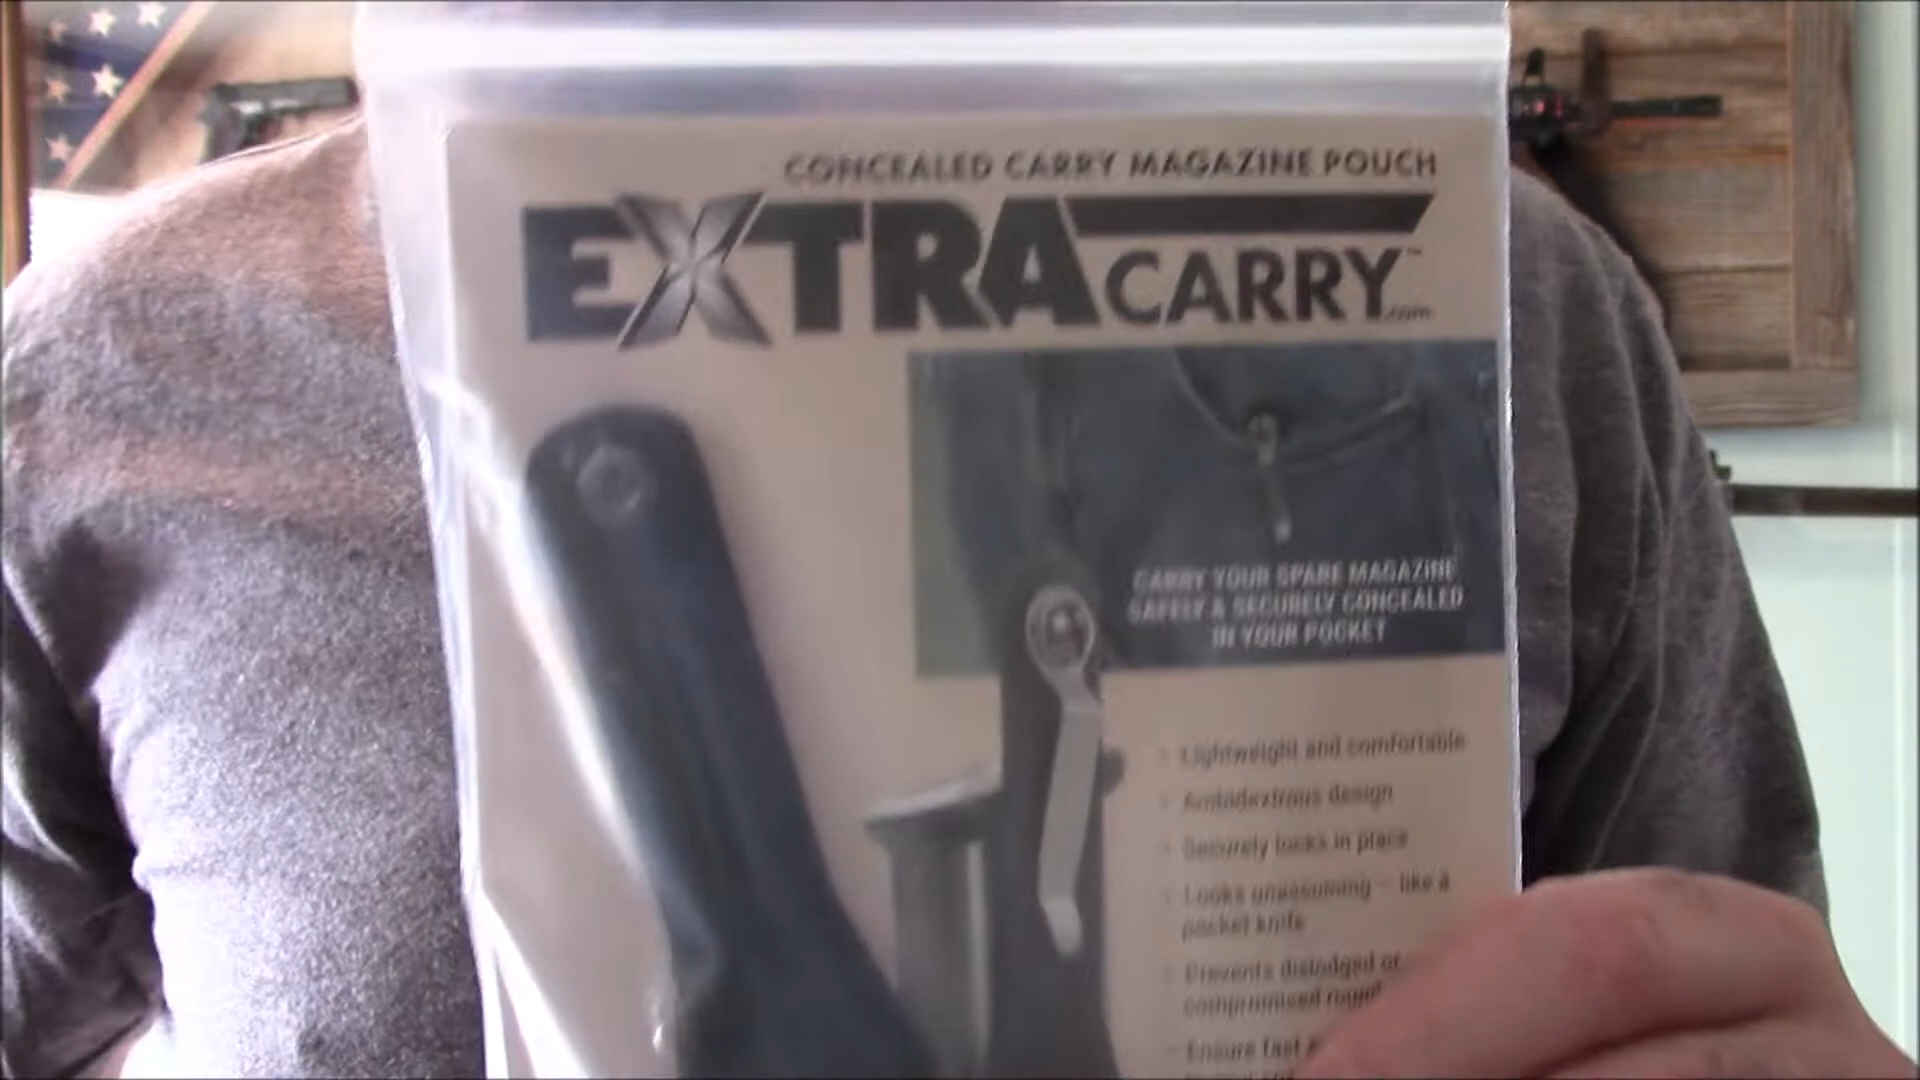 CONCEALED CARRY MAGAZINE POUCH
EXTRA CARRY™
.com
CARRY YOUR SPARE MAGAZINE
SAFELY & SECURELY CONCEALED
IN YOUR POCKET
Lightweight and comfortable
Ambidextrous design
Securely locks in place
Looks unassuming — like a
pocket knife
Prevents dislodged or
compromised
Ensure fast